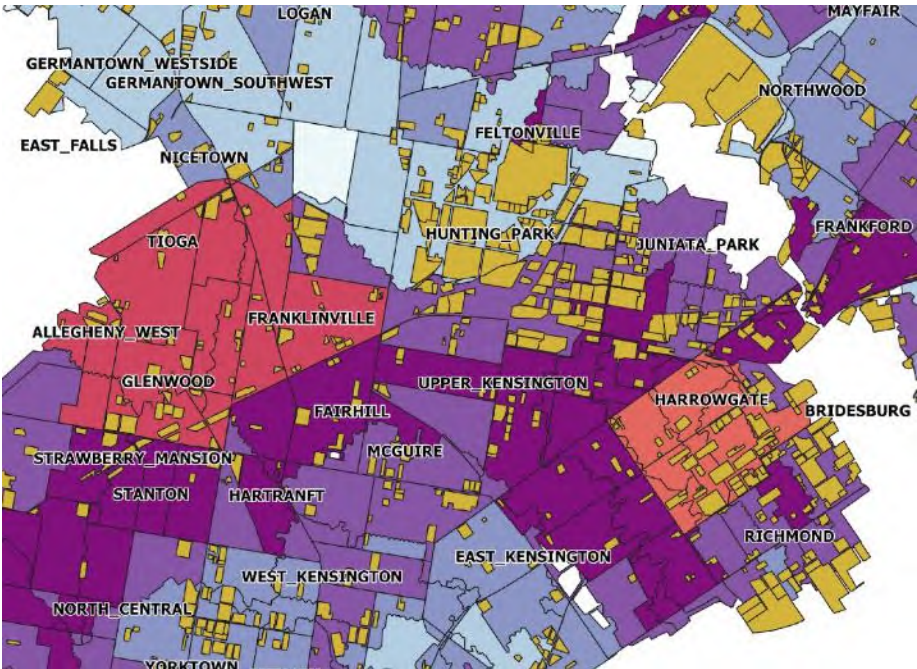 LOGAN
MAYFAIR
GERMANTOWN_WESTSIDE
GERMANTOWN_SOUTHWEST
NORTHWOOD
FELTONVILLE
EAST_FALLS
NICETOWN
FRANKFORD
HUNTING_PARK
TIOGA
JUNIATA_PARK
FRANKLINVILLE
ALLEGHENY_WEST
GLENWOOD
UPPER_KENSINGTON
HARROWGATE
FAIRHILL
BRIDESBURG
MCGUIRE
STRAWBERRY_MANSION
STANTON
HARTRANFT
RICHMOND
EAST_KENSINGTON
WEST_KENSINGTON
NORTH_CENTRAL
YORKTOWN